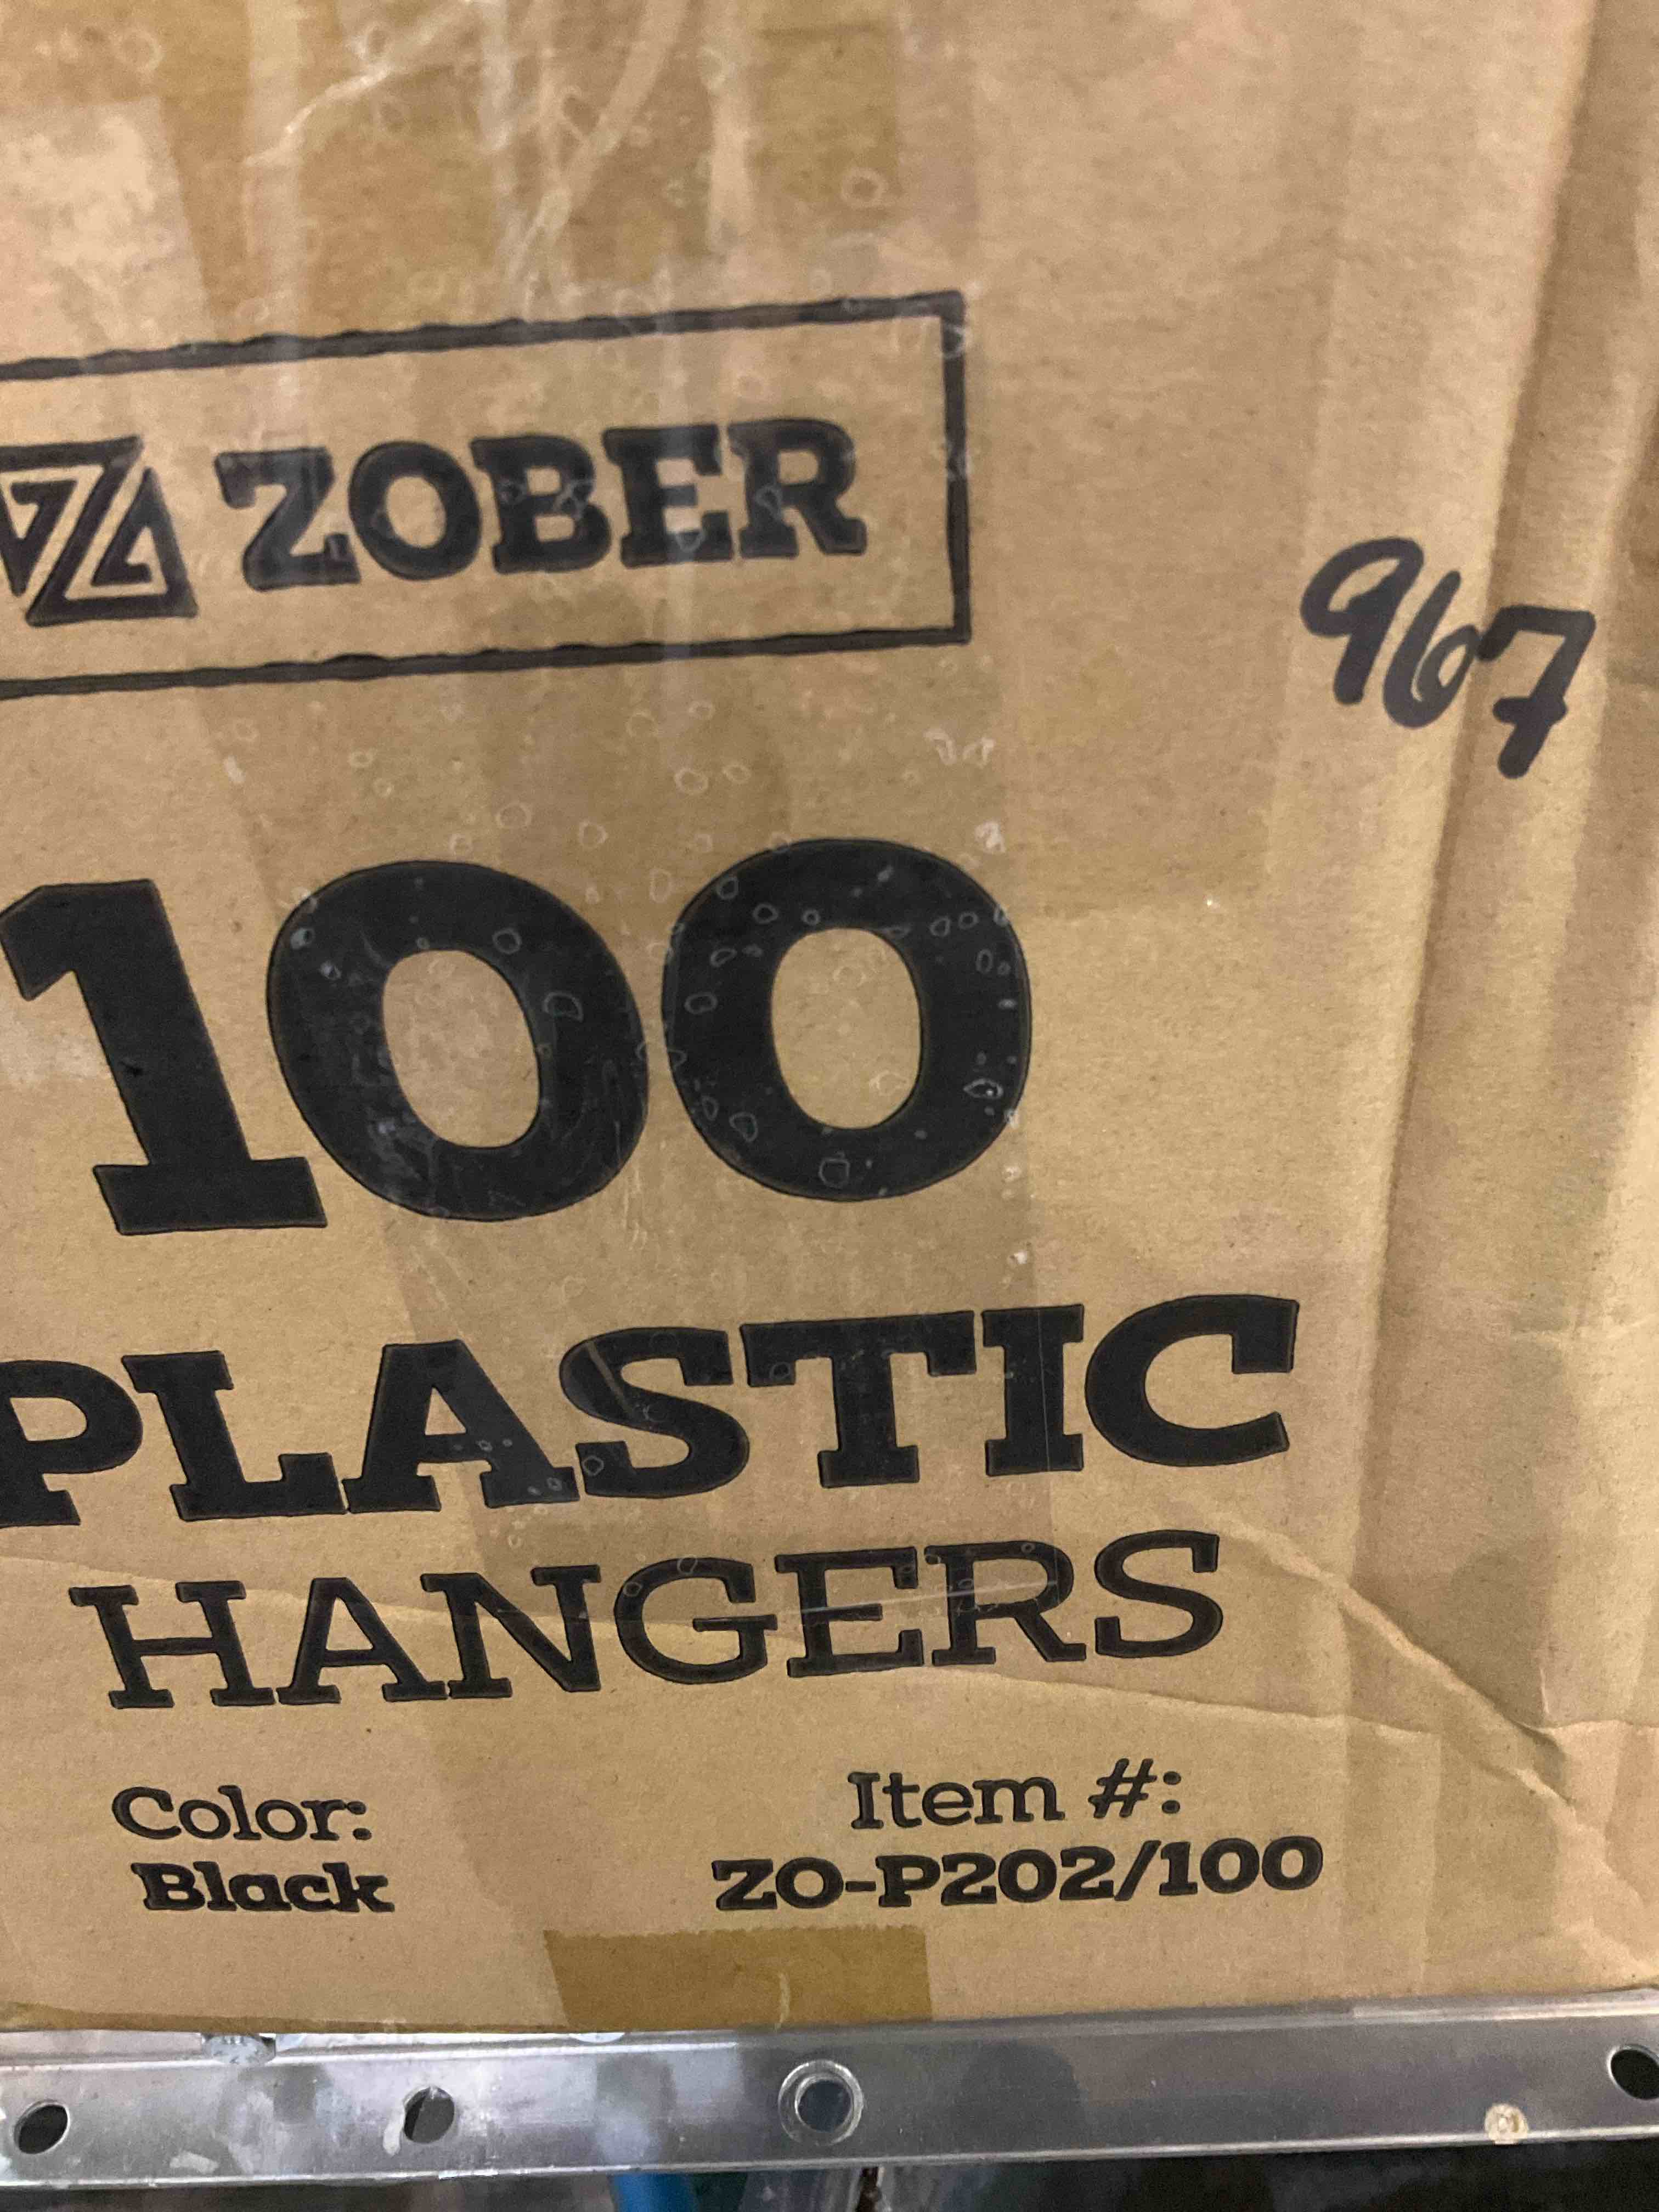 ZOBER
967
100
PLASTIC
HANGERS
Color:
Black
Item #:
ZO-P202/100